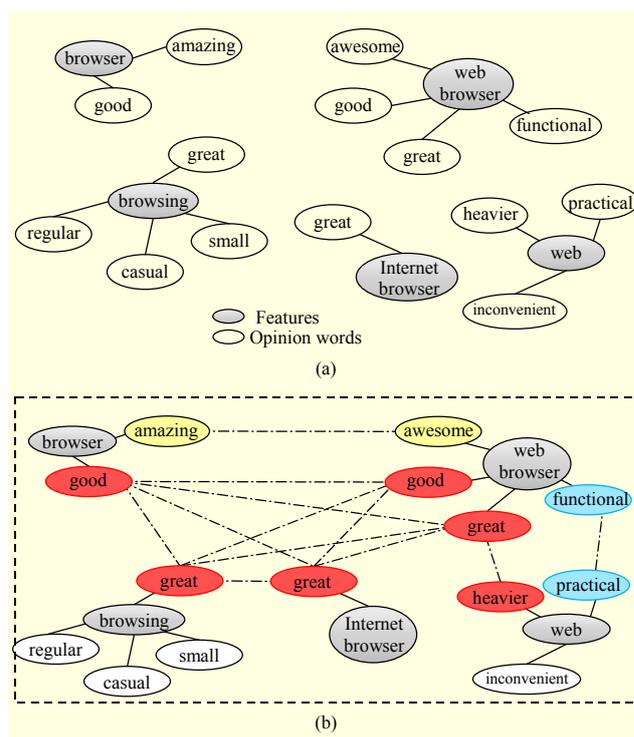 browser
amazing
good
awesome
web
browser
good
functional
great
great
browsing
regular
small
casual
great
Internet
browser
heavier
practical
web
inconvenient
Features
Opinion words
(a)
browser
amazing
good
awesome
web
browser
good
functional
great
great
great
heavier
practical
browsing
regular
small
casual
Internet
browser
web
inconvenient
(b)